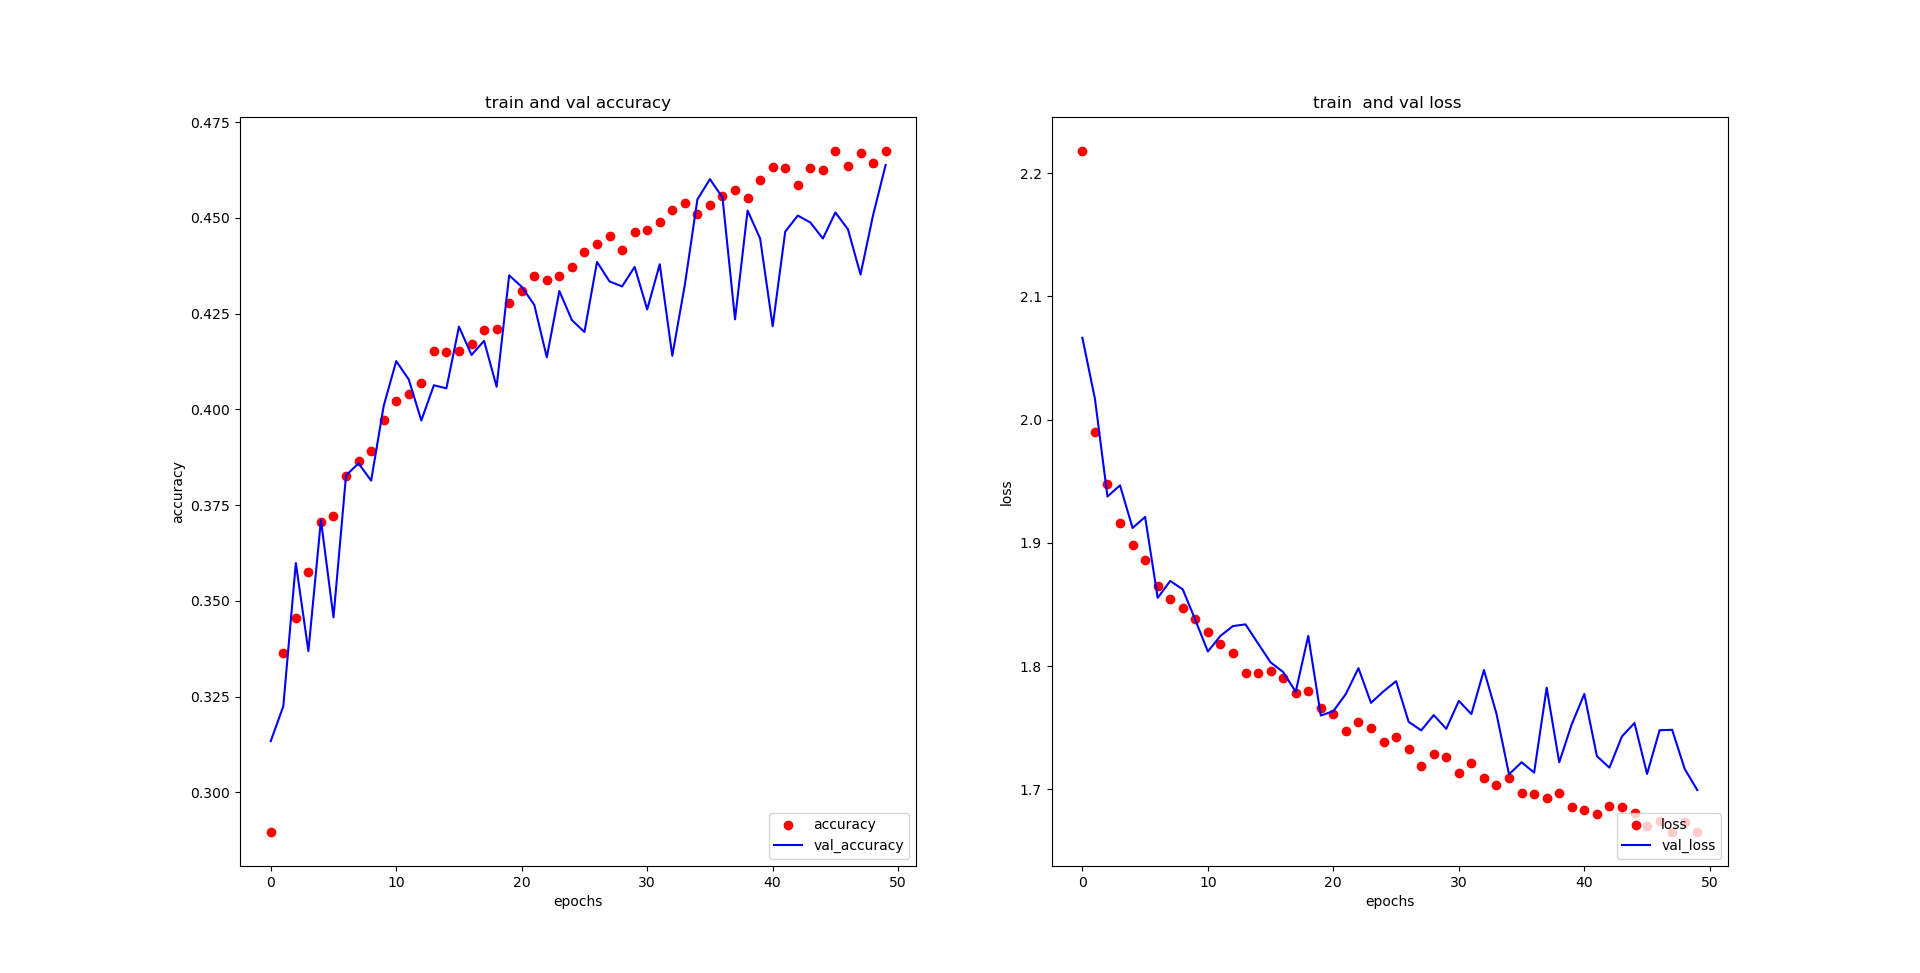 train and val accuracy
0.475
0.450
0.425
0.400
0.375
0.350
0.325
0.300
accuracy
accuracy
val_accuracy
0 10 20 30 40 50
epochs
train  and val loss
2.2
2.1
2.0
1.9
1.8
1.7
loss
loss
val_loss
0 10 20 30 40 50
epochs